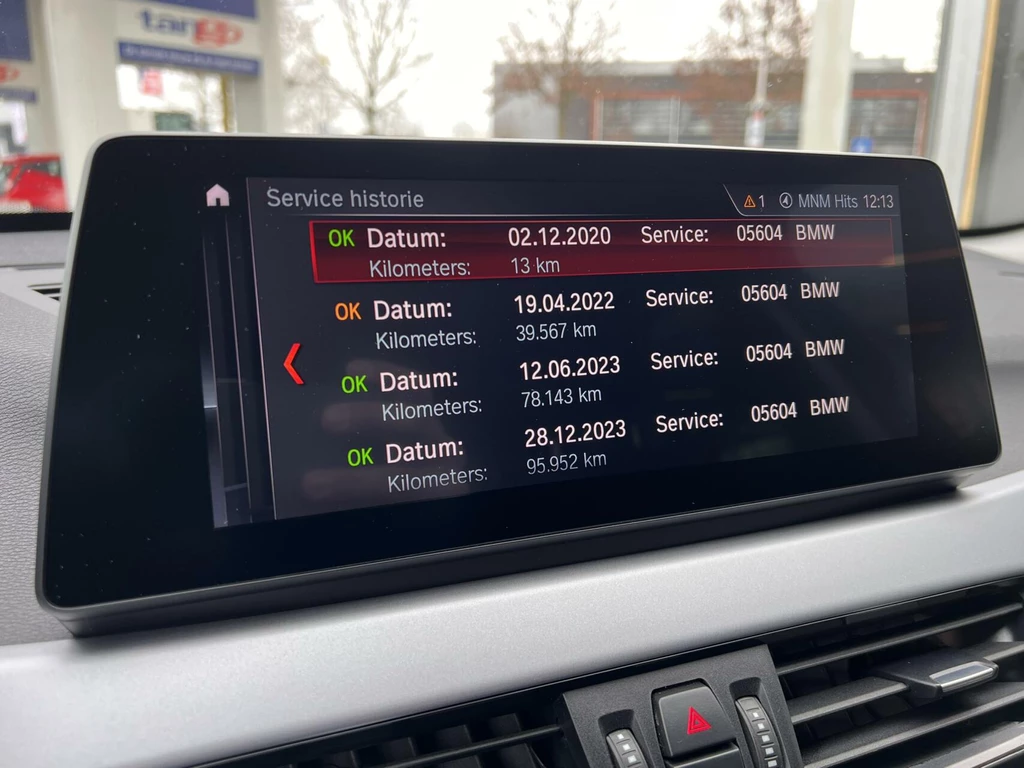 Service historie
1 MNM Hits 12:13
OK Datum: 02.12.2020 Service: 05604 BMW
Kilometers: 13 km
OK Datum: 19.04.2022 Service: 05604 BMW
Kilometers: 39.567 km
OK Datum: 12.06.2023 Service: 05604 BMW
Kilometers: 78.143 km
OK Datum: 28.12.2023 Service: 05604 BMW
Kilometers: 95.952 km